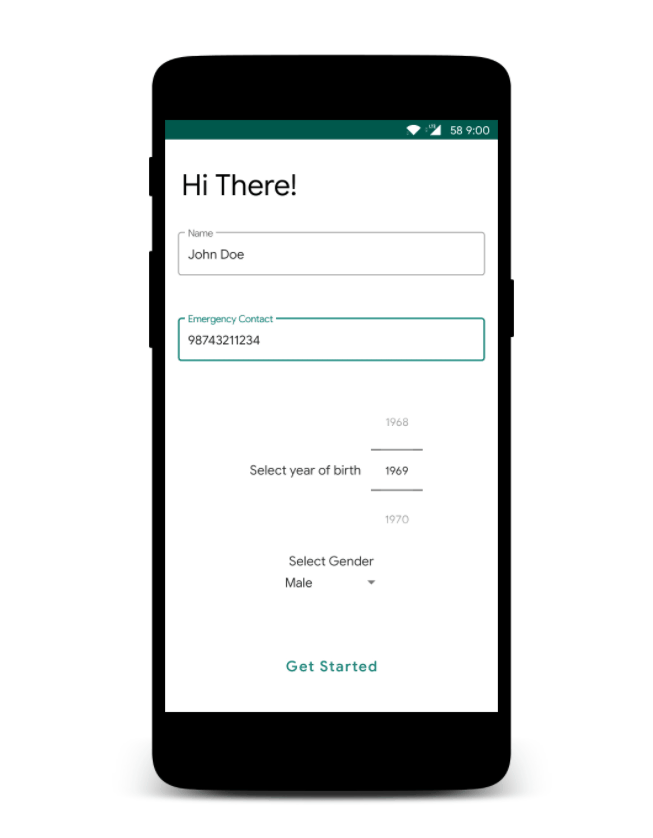 58 9:00
Hi There!
Name
John Doe
Emergency Contact
98743211234
1968
Select year of birth 1969
1970
Select Gender
Male
Get Started